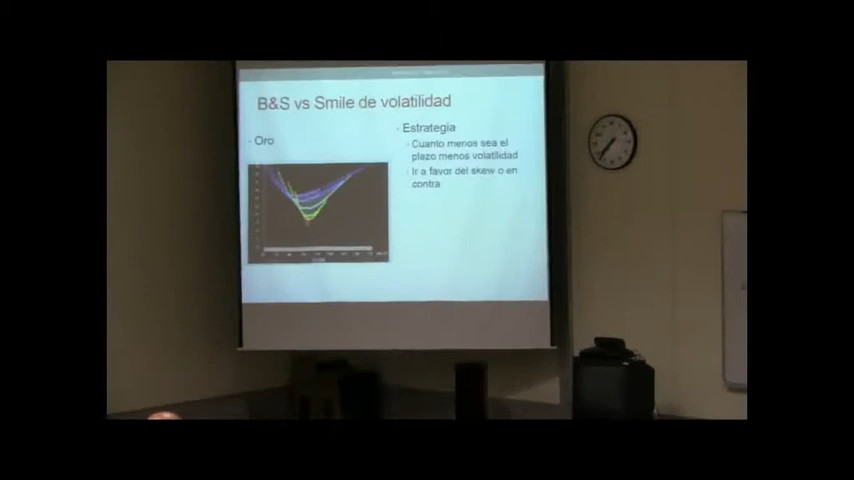 B&S vs Smile de volatilidad
Oro
Estrategia
Cuanto menos sea el
plazo menos volatilidad
Ir a favor del skew o en
contra